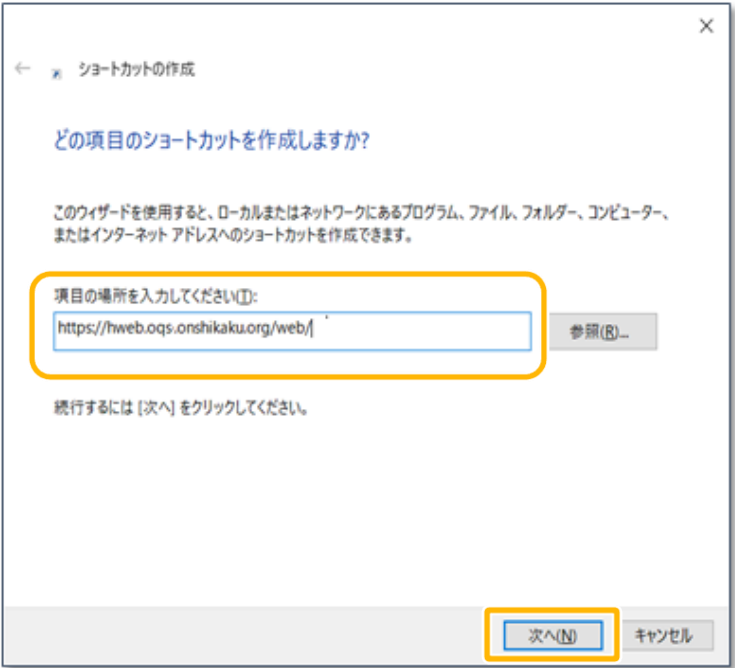 ショートカットの作成
どの項目のショートカットを作成しますか?
このウィザードを使用すると、ローカルまたはネットワークにあるプログラム、ファイル、フォルダー、コンピューター、
またはインターネット アドレスへのショートカットを作成できます。
項目の場所を入力してください(T):
https://hweb.oqs.onshikaku.org/web/
参照(R)...
続行するには [次へ] をクリックしてください。
次へ(N)
キャンセル